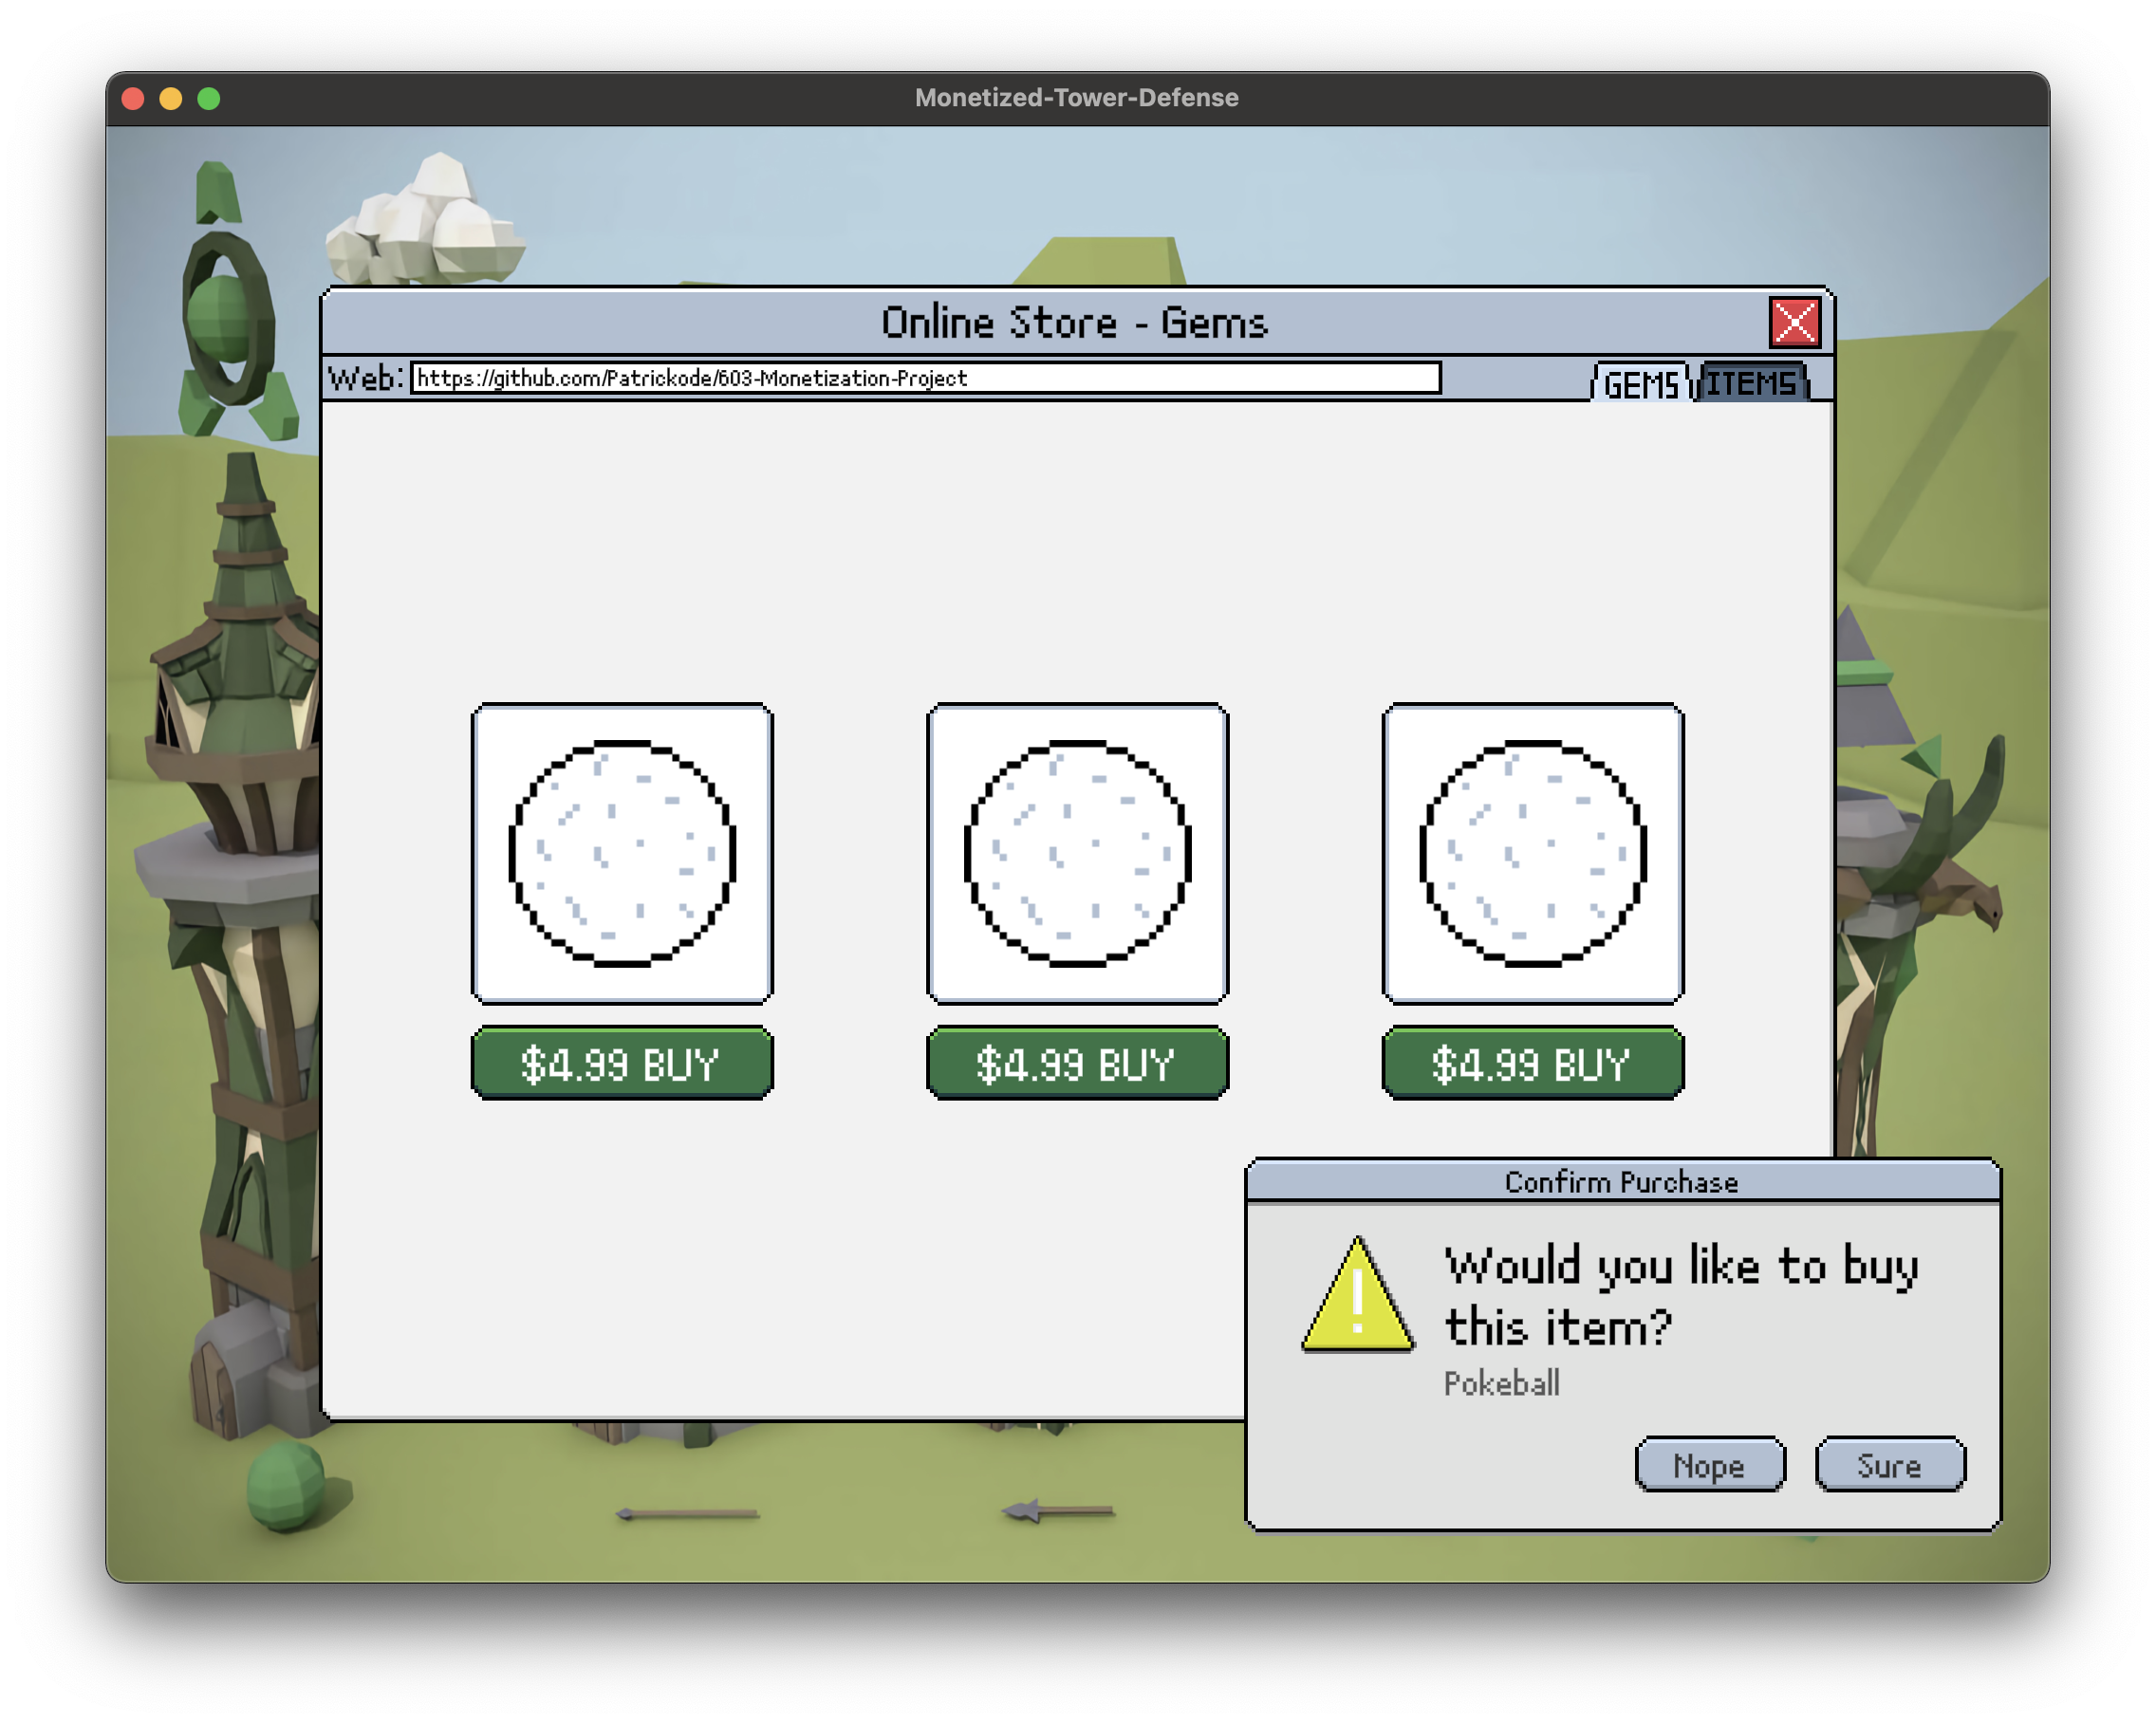 Monetized-Tower-Defense
Online Store - Gems
Web: https://github.com/Patrickode/603-Monetization-Project
GEMS ITEMS
$4.99 BUY $4.99 BUY $4.99 BUY
Confirm Purchase
Would you like to buy
this item?
Pokeball
Nope Sure